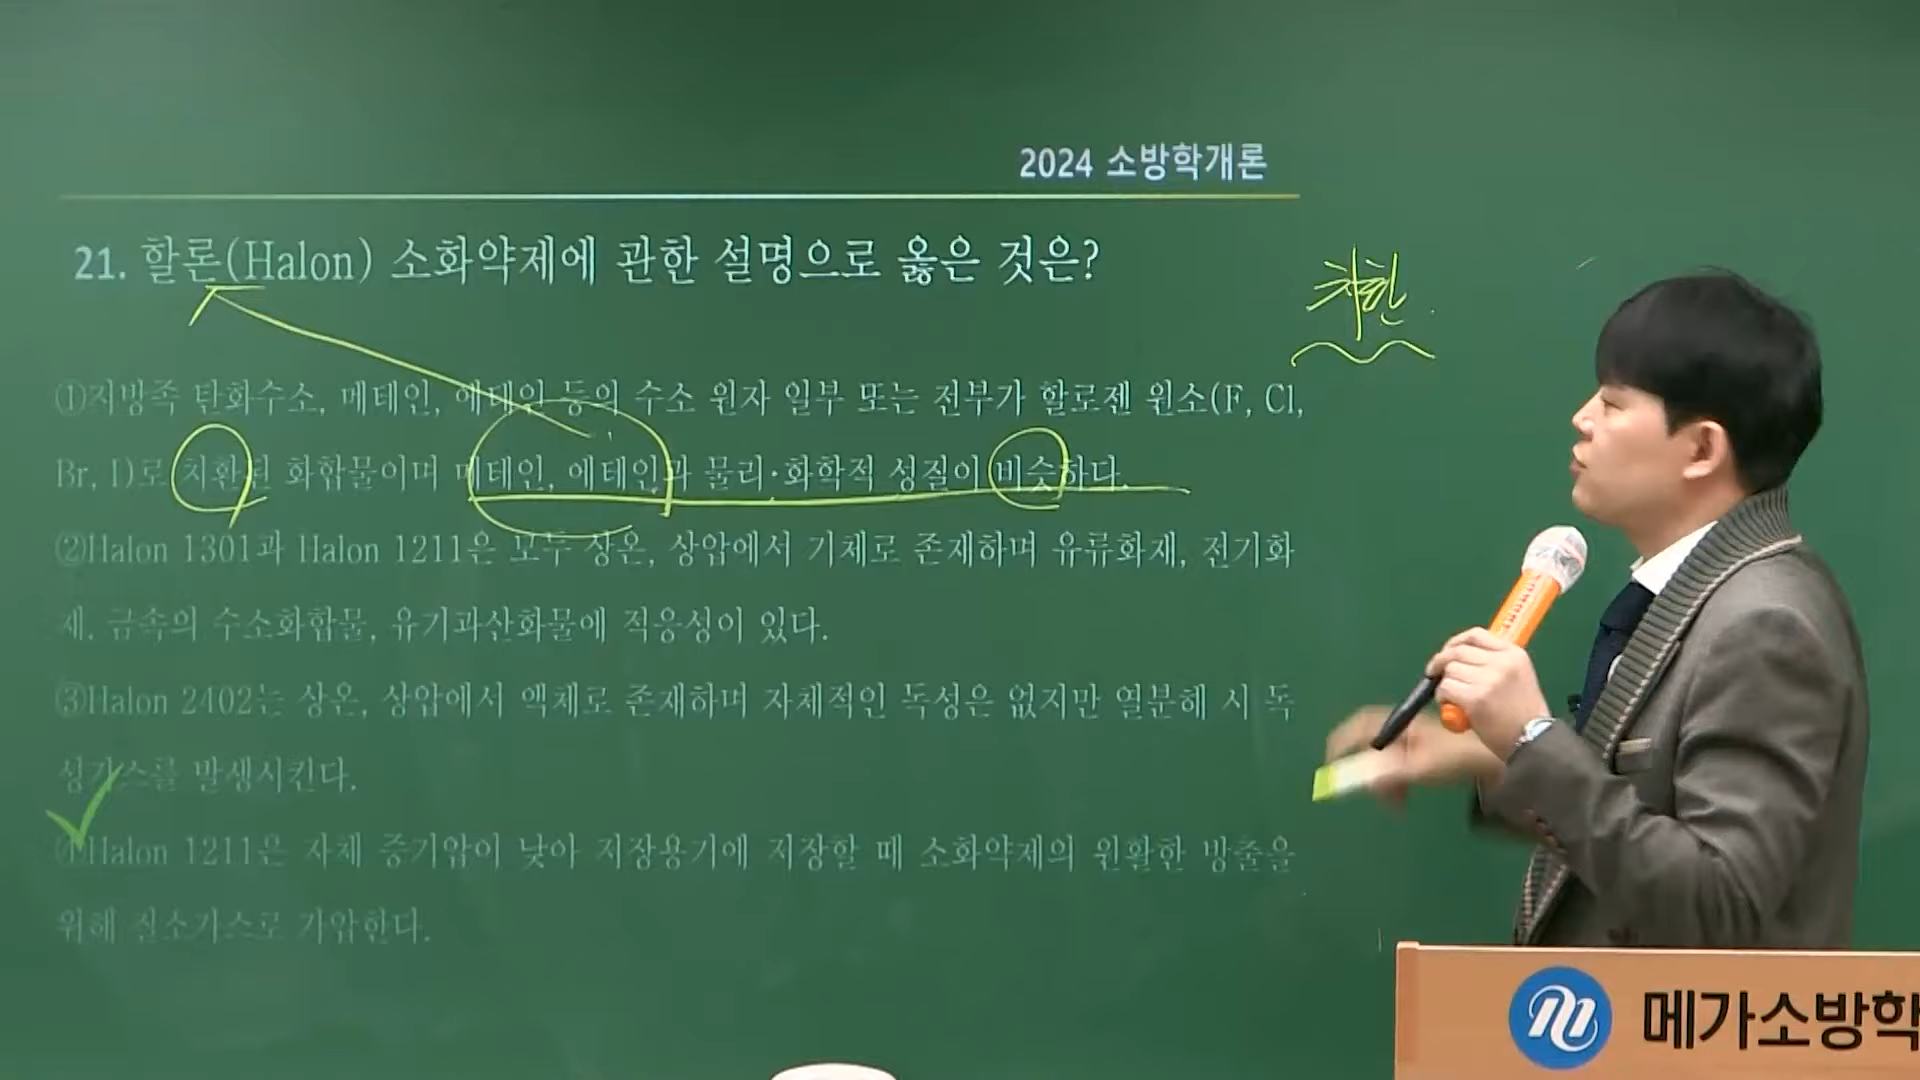 2024 소방학개론
21. 할론(Halon) 소화약제에 관한 설명으로 옳은 것은?
치환
①지방족 탄화수소, 메테인, 에테인 등의 수소 원자 일부 또는 전부가 할로젠 원소(F, Cl,
Br, I)로 치환된 화합물이며 메테인, 에테인과 물리·화학적 성질이 비슷하다.
②Halon 1301과 Halon 1211은 모두 상온, 상압에서 기체로 존재하며 유류화재, 전기화
재, 금속의 수소화합물, 유기과산화물에 적응성이 있다.
③Halon 2402는 상온, 상압에서 액체로 존재하며 자체적인 독성은 없지만 열분해 시 독
성가스를 발생시킨다.
④Halon 1211은 자체 증기압이 낮아 저장용기에 저장할 때 소화약제의 원활한 방출을
위해 질소가스로 가압한다.
메가소방학